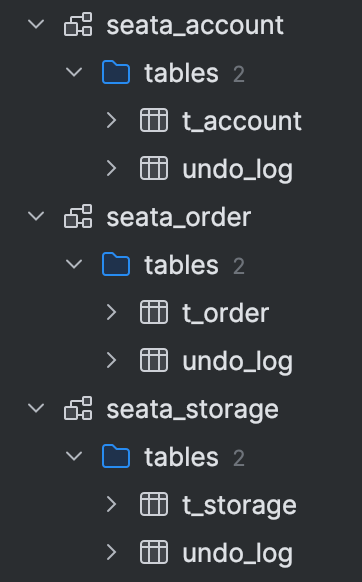 seata_account
tables 2
t_account
undo_log
seata_order
tables 2
t_order
undo_log
seata_storage
tables 2
t_storage
undo_log